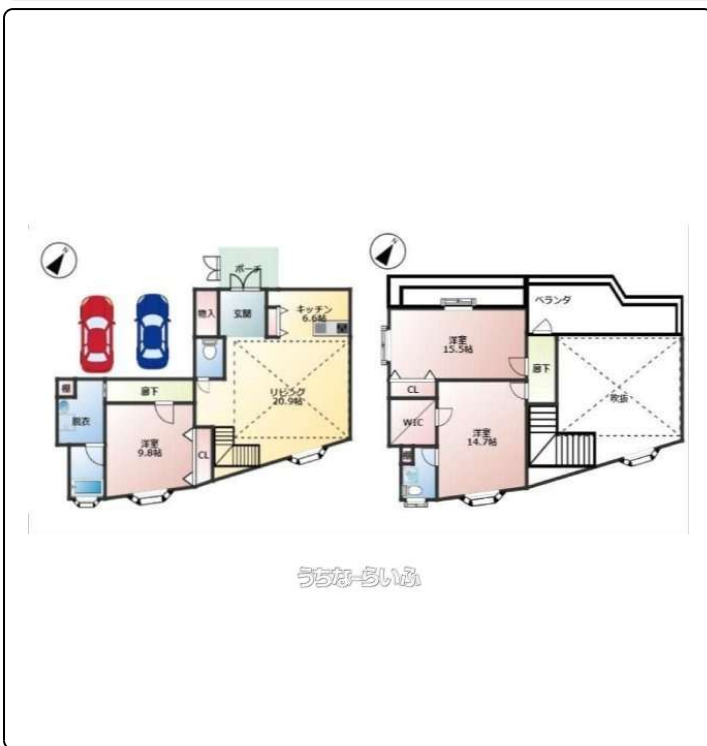 N
ポーチ
物入
玄関
キッチン
6.6帖
リビング
20.9帖
棚
廊下
脱衣
洋室
9.8帖
CL
N
ベランダ
洋室
15.5帖
廊下
吹抜
CL
WIC
洋室
14.7帖
うちなーらいふ